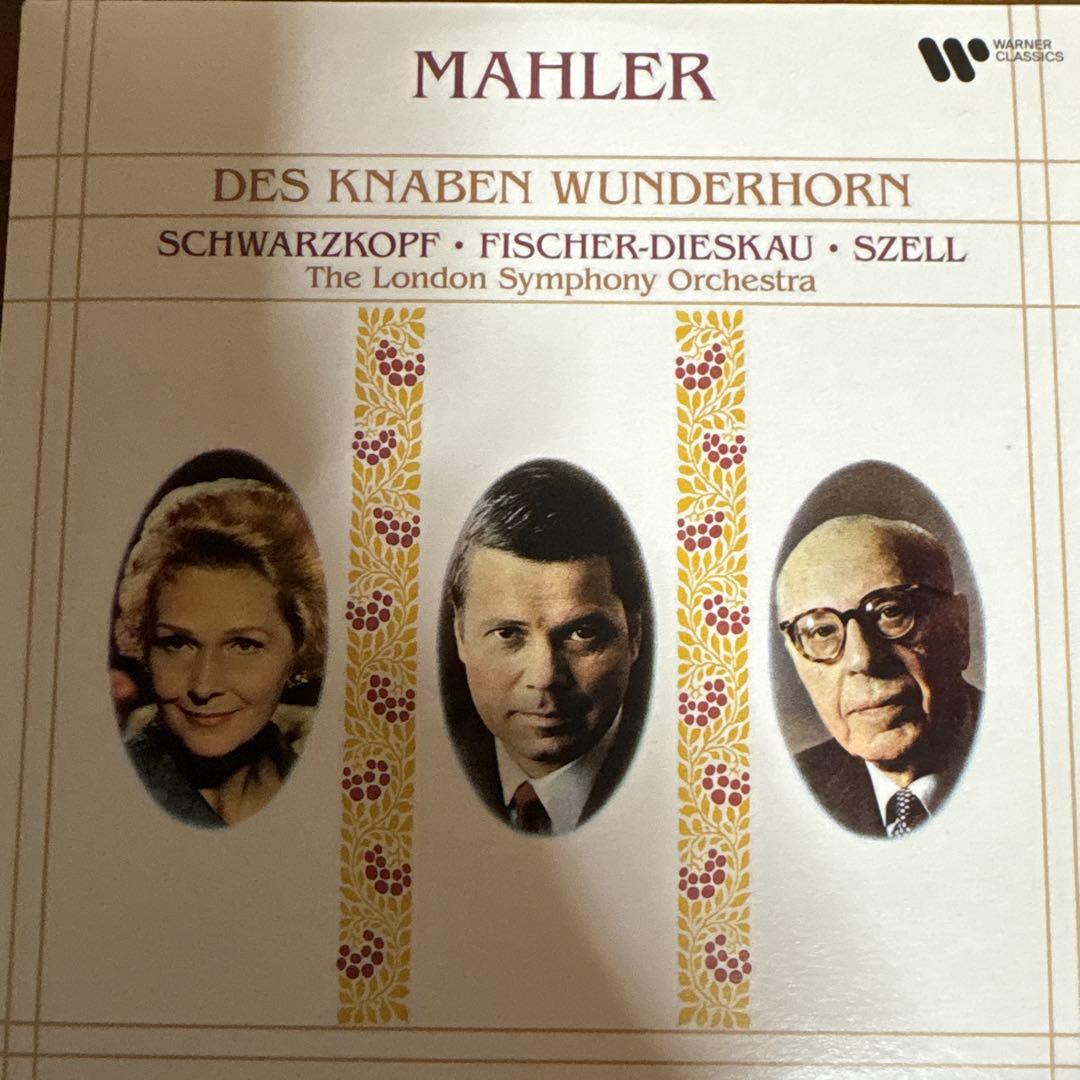 MAHLER
WARNER
CLASSICS
DES KNABEN WUNDERHORN
SCHWARZKOPF • FISCHER-DIESKAU • SZELL
The London Symphony Orchestra